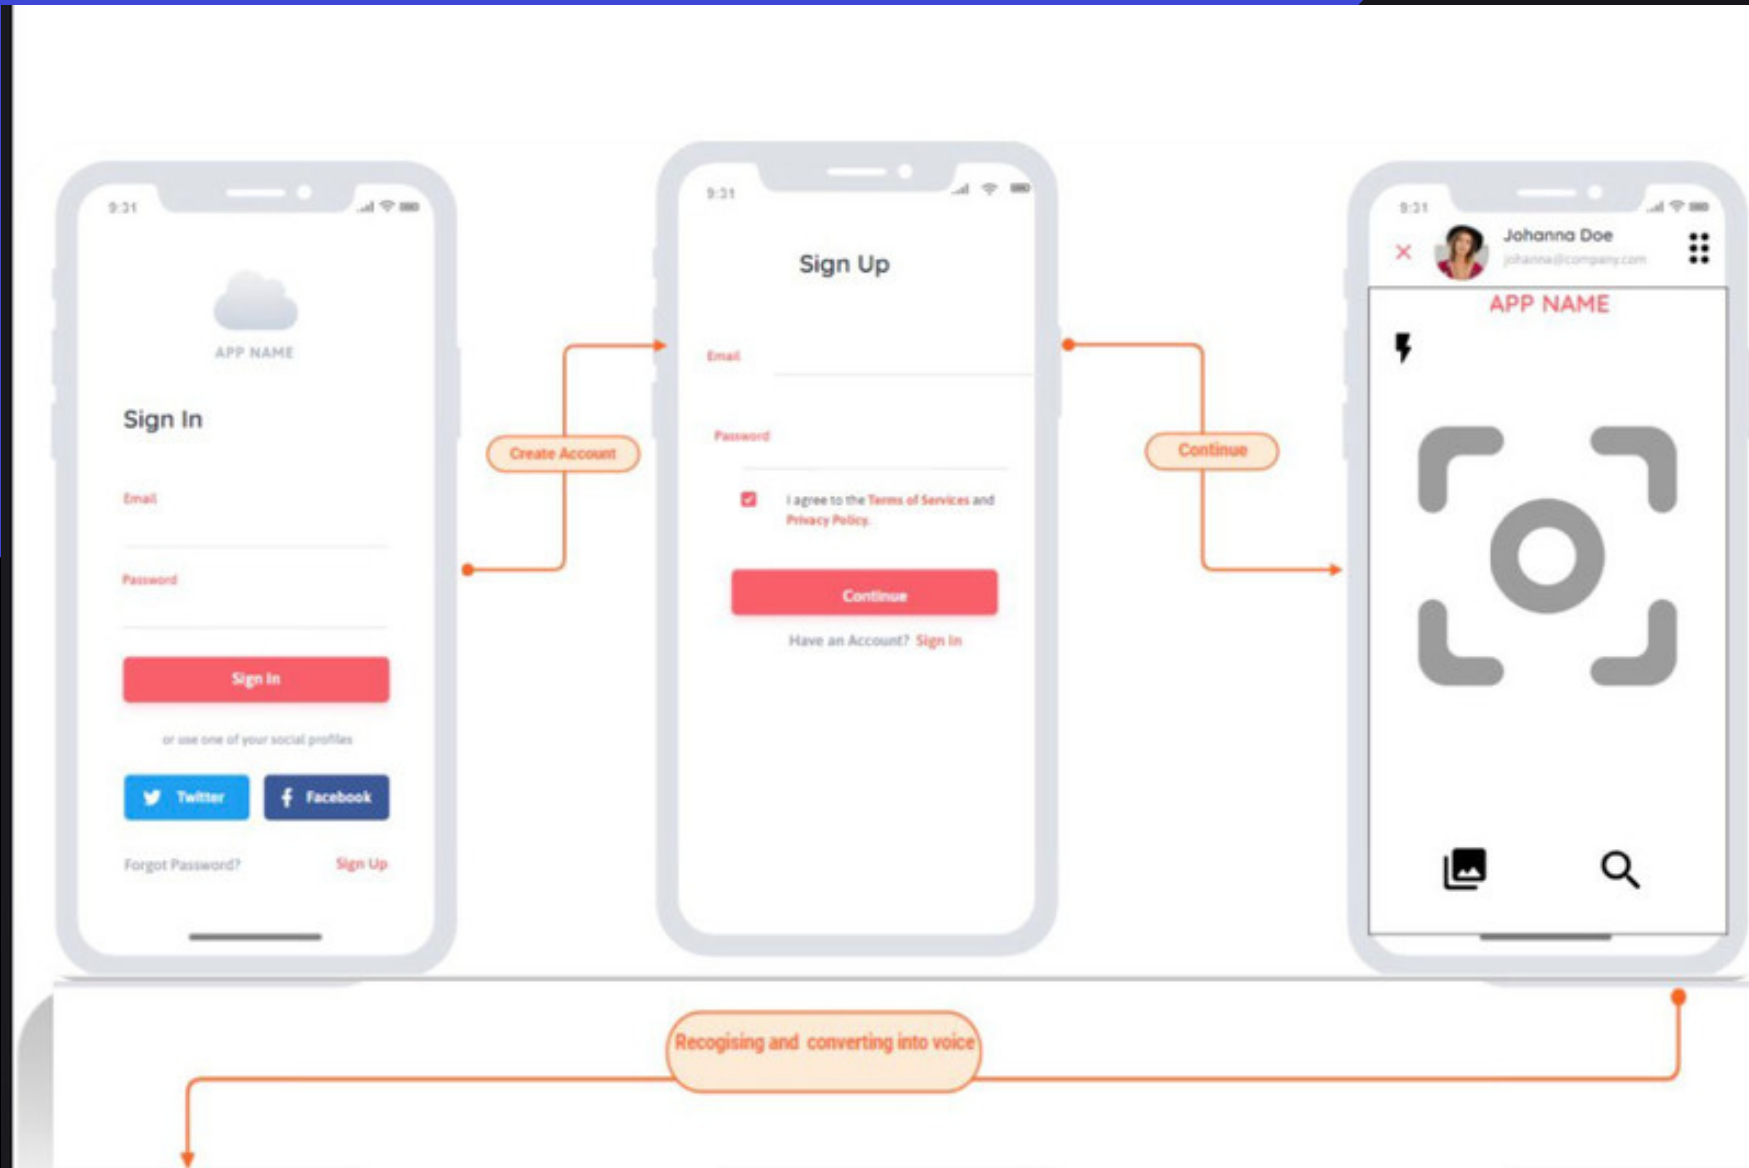 9:31
APP NAME
Sign In
Email
Password
Sign In
or use one of your social profiles
Twitter
Facebook
Forgot Password?
Sign Up
Create Account
9:31
Sign Up
Email
Password
I agree to the Terms of Services and
Privacy Policy.
Continue
Have an Account? Sign In
Continue
9:31
Johanna Doe
johanna@company.com
APP NAME
Recogising and converting into voice